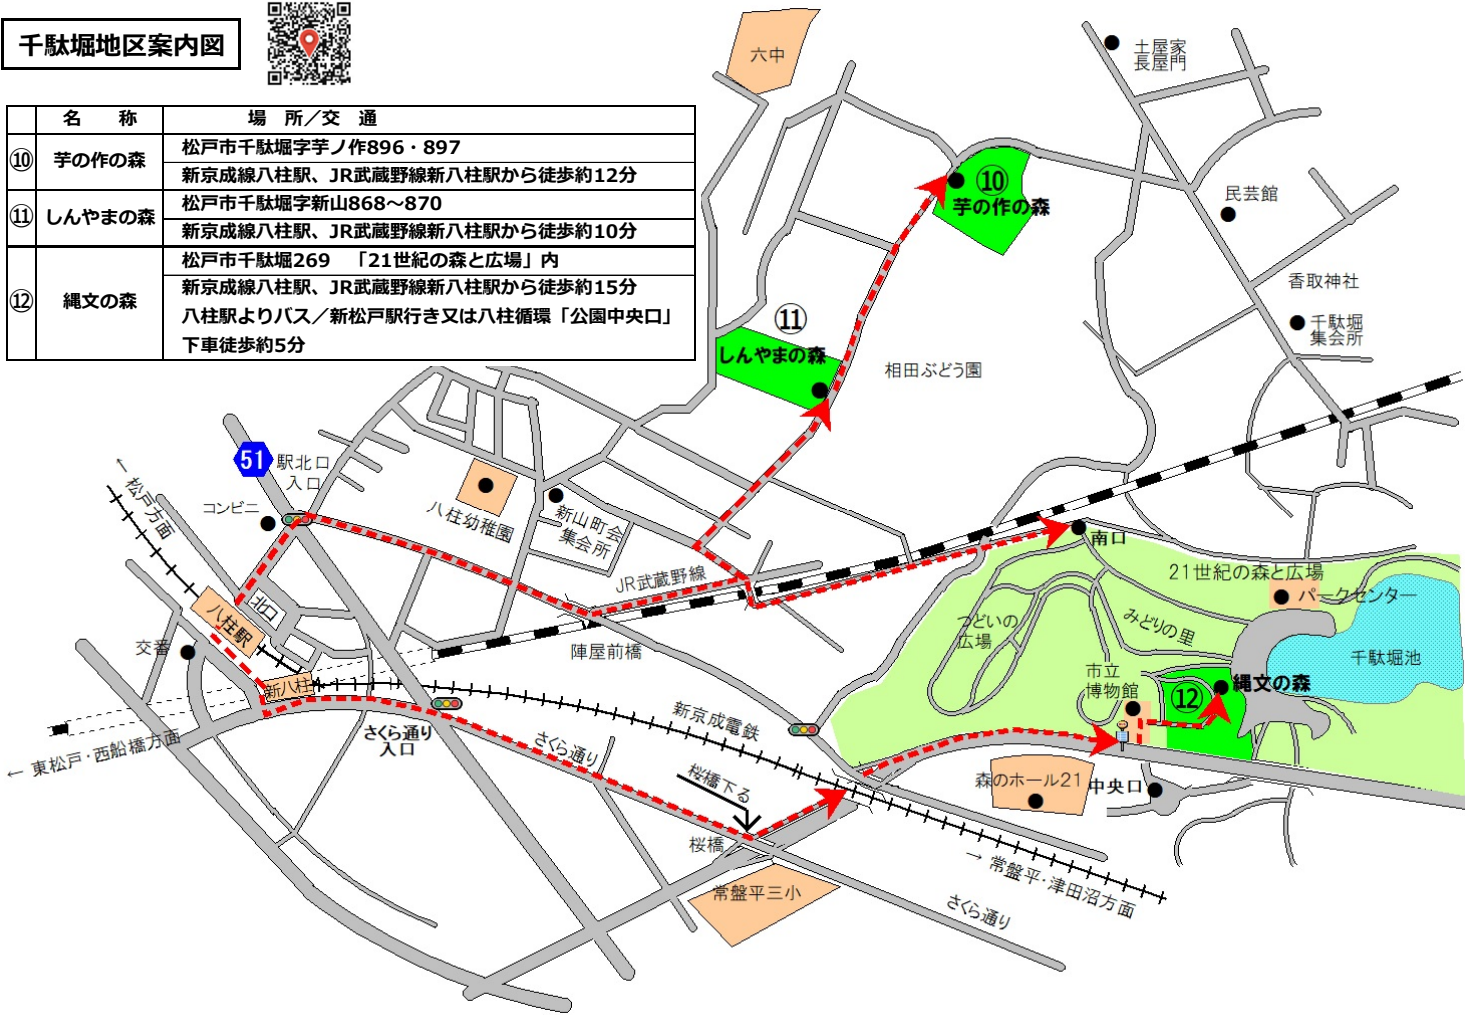 千駄堀地区案内図
名　称
場　所／交　通
⑩
芋の作の森
松戸市千駄堀字芋ノ作896・897
新京成線八柱駅、JR武蔵野線新八柱駅から徒歩約12分
⑪
しんやまの森
松戸市千駄堀字新山868～870
新京成線八柱駅、JR武蔵野線新八柱駅から徒歩約10分
⑫
縄文の森
松戸市千駄堀269　「21世紀の森と広場」内
新京成線八柱駅、JR武蔵野線新八柱駅から徒歩約15分
八柱駅よりバス／新松戸駅行き又は八柱循環「公園中央口」
下車徒歩約5分
六中
土屋家
長屋門
⑩
芋の作の森
民芸館
香取神社
千駄堀
集会所
⑪
しんやまの森
相田ぶどう園
51
駅北口
入口
← 松戸方面
コンビニ
八柱幼稚園
新山町会
集会所
南口
JR武蔵野線
21世紀の森と広場
パークセンター
北口
八柱駅
つどいの
広場
みどりの里
交番
陣屋前橋
千駄堀池
市立
博物館
⑫
縄文の森
新八柱
新京成電鉄
さくら通り
入口
さくら通り
← 東松戸・西船橋方面
桜橋下る
森のホール21
中央口
桜橋
→ 常盤平・津田沼方面
常盤平三小
さくら通り